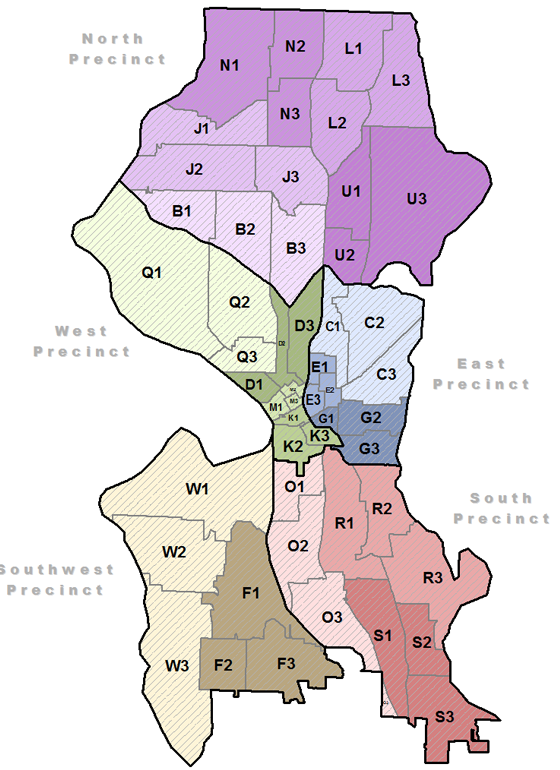 North
Precinct
N1
N2
L1
L3
N3
L2
J1
J2
J3
U1
U3
B1
B2
B3
U2
Q1
Q2
D3
C1
C2
D2
West
Precinct
Q3
E1
C3
East
Precinct
D1
E2
M2
M1
M3
E3
K1
G1
G2
K2
K3
G3
W1
O1
R1
R2
South
Precinct
W2
O2
Southwest
Precinct
F1
R3
O3
S1
S2
W3
F2
F3
S3